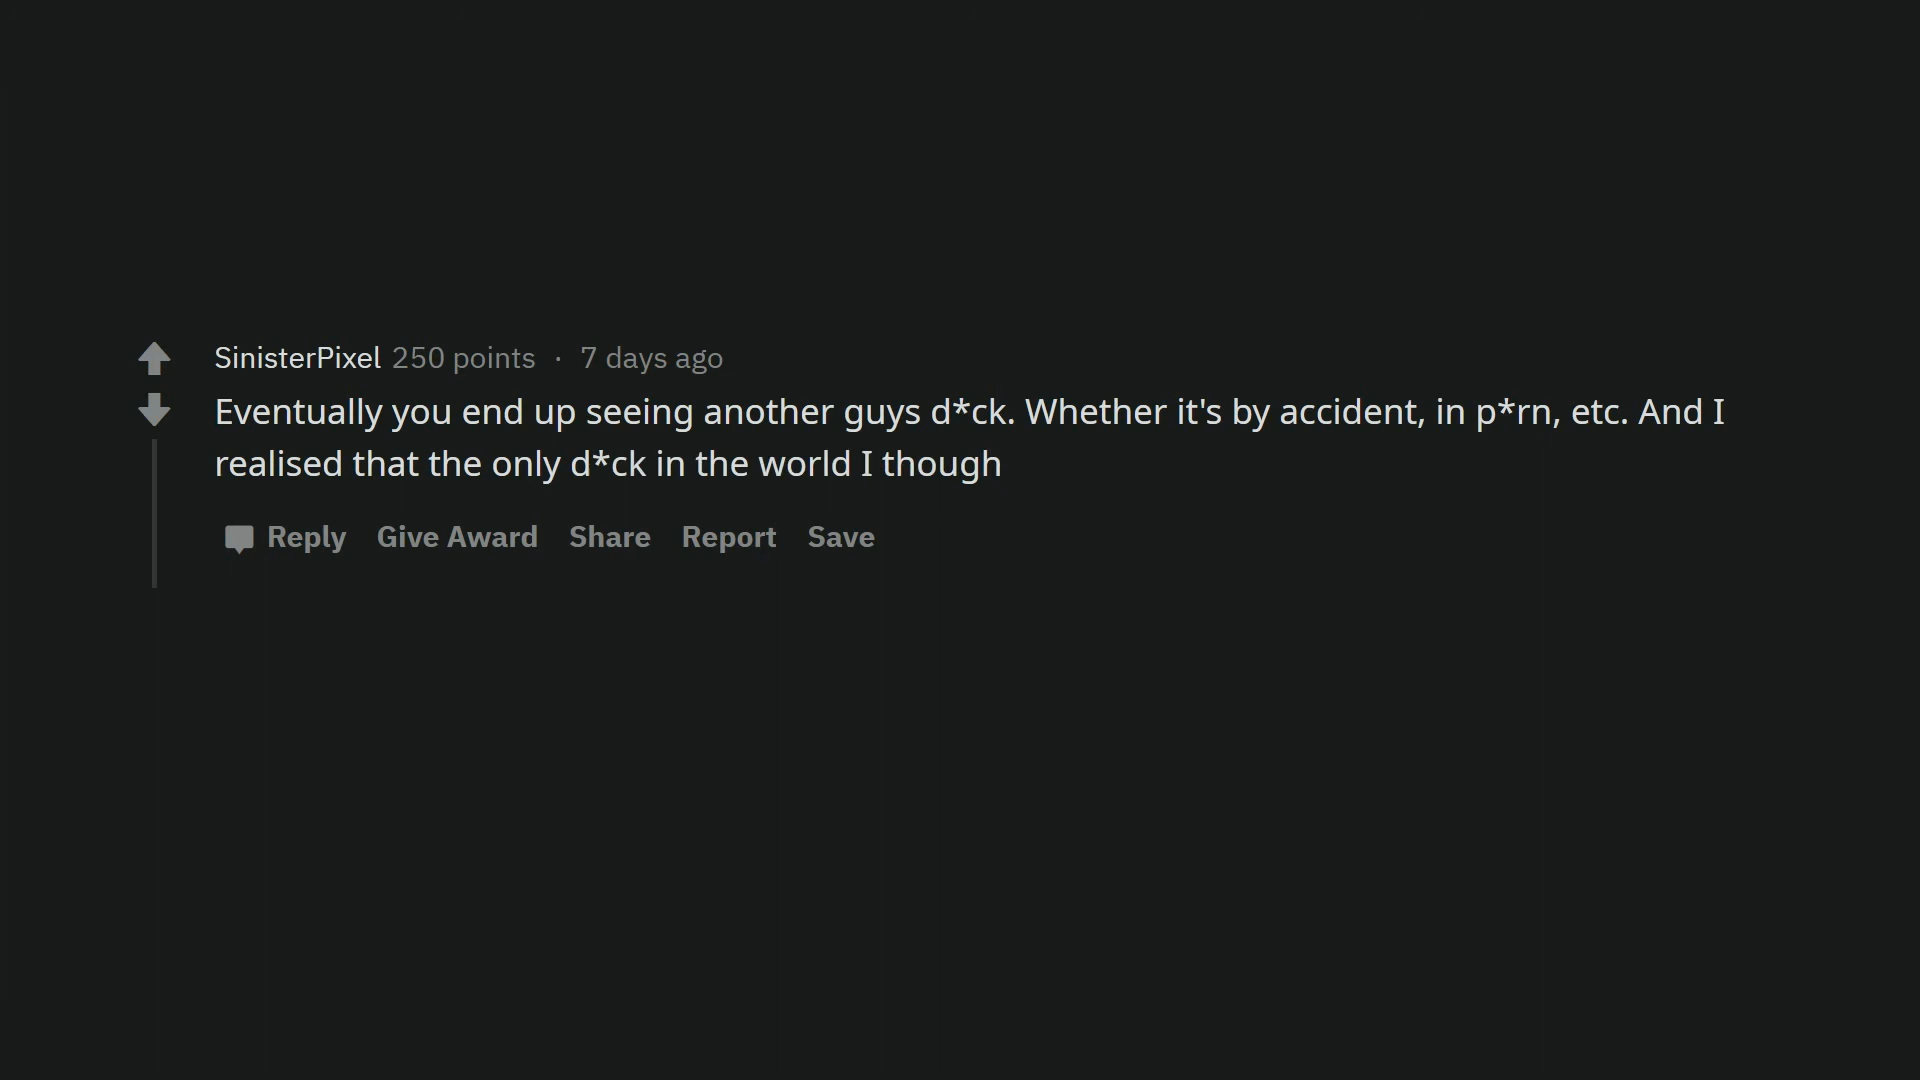 SinisterPixel 250 points · 7 days ago
Eventually you end up seeing another guys d*ck. Whether it's by accident, in p*rn, etc. And I
realised that the only d*ck in the world I though
Reply Give Award Share Report Save